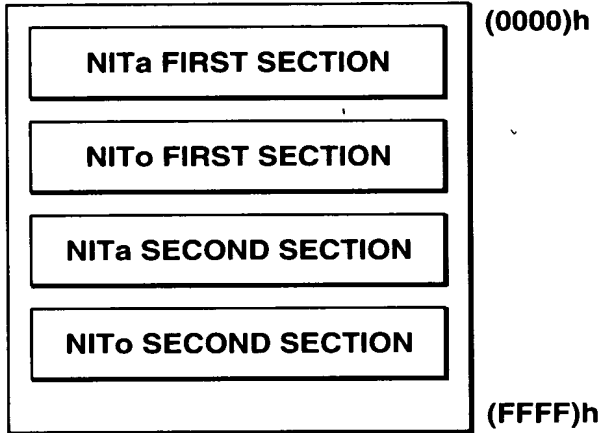 (0000)h
NITa FIRST SECTION
NITo FIRST SECTION
NITa SECOND SECTION
NITo SECOND SECTION
(FFFF)h